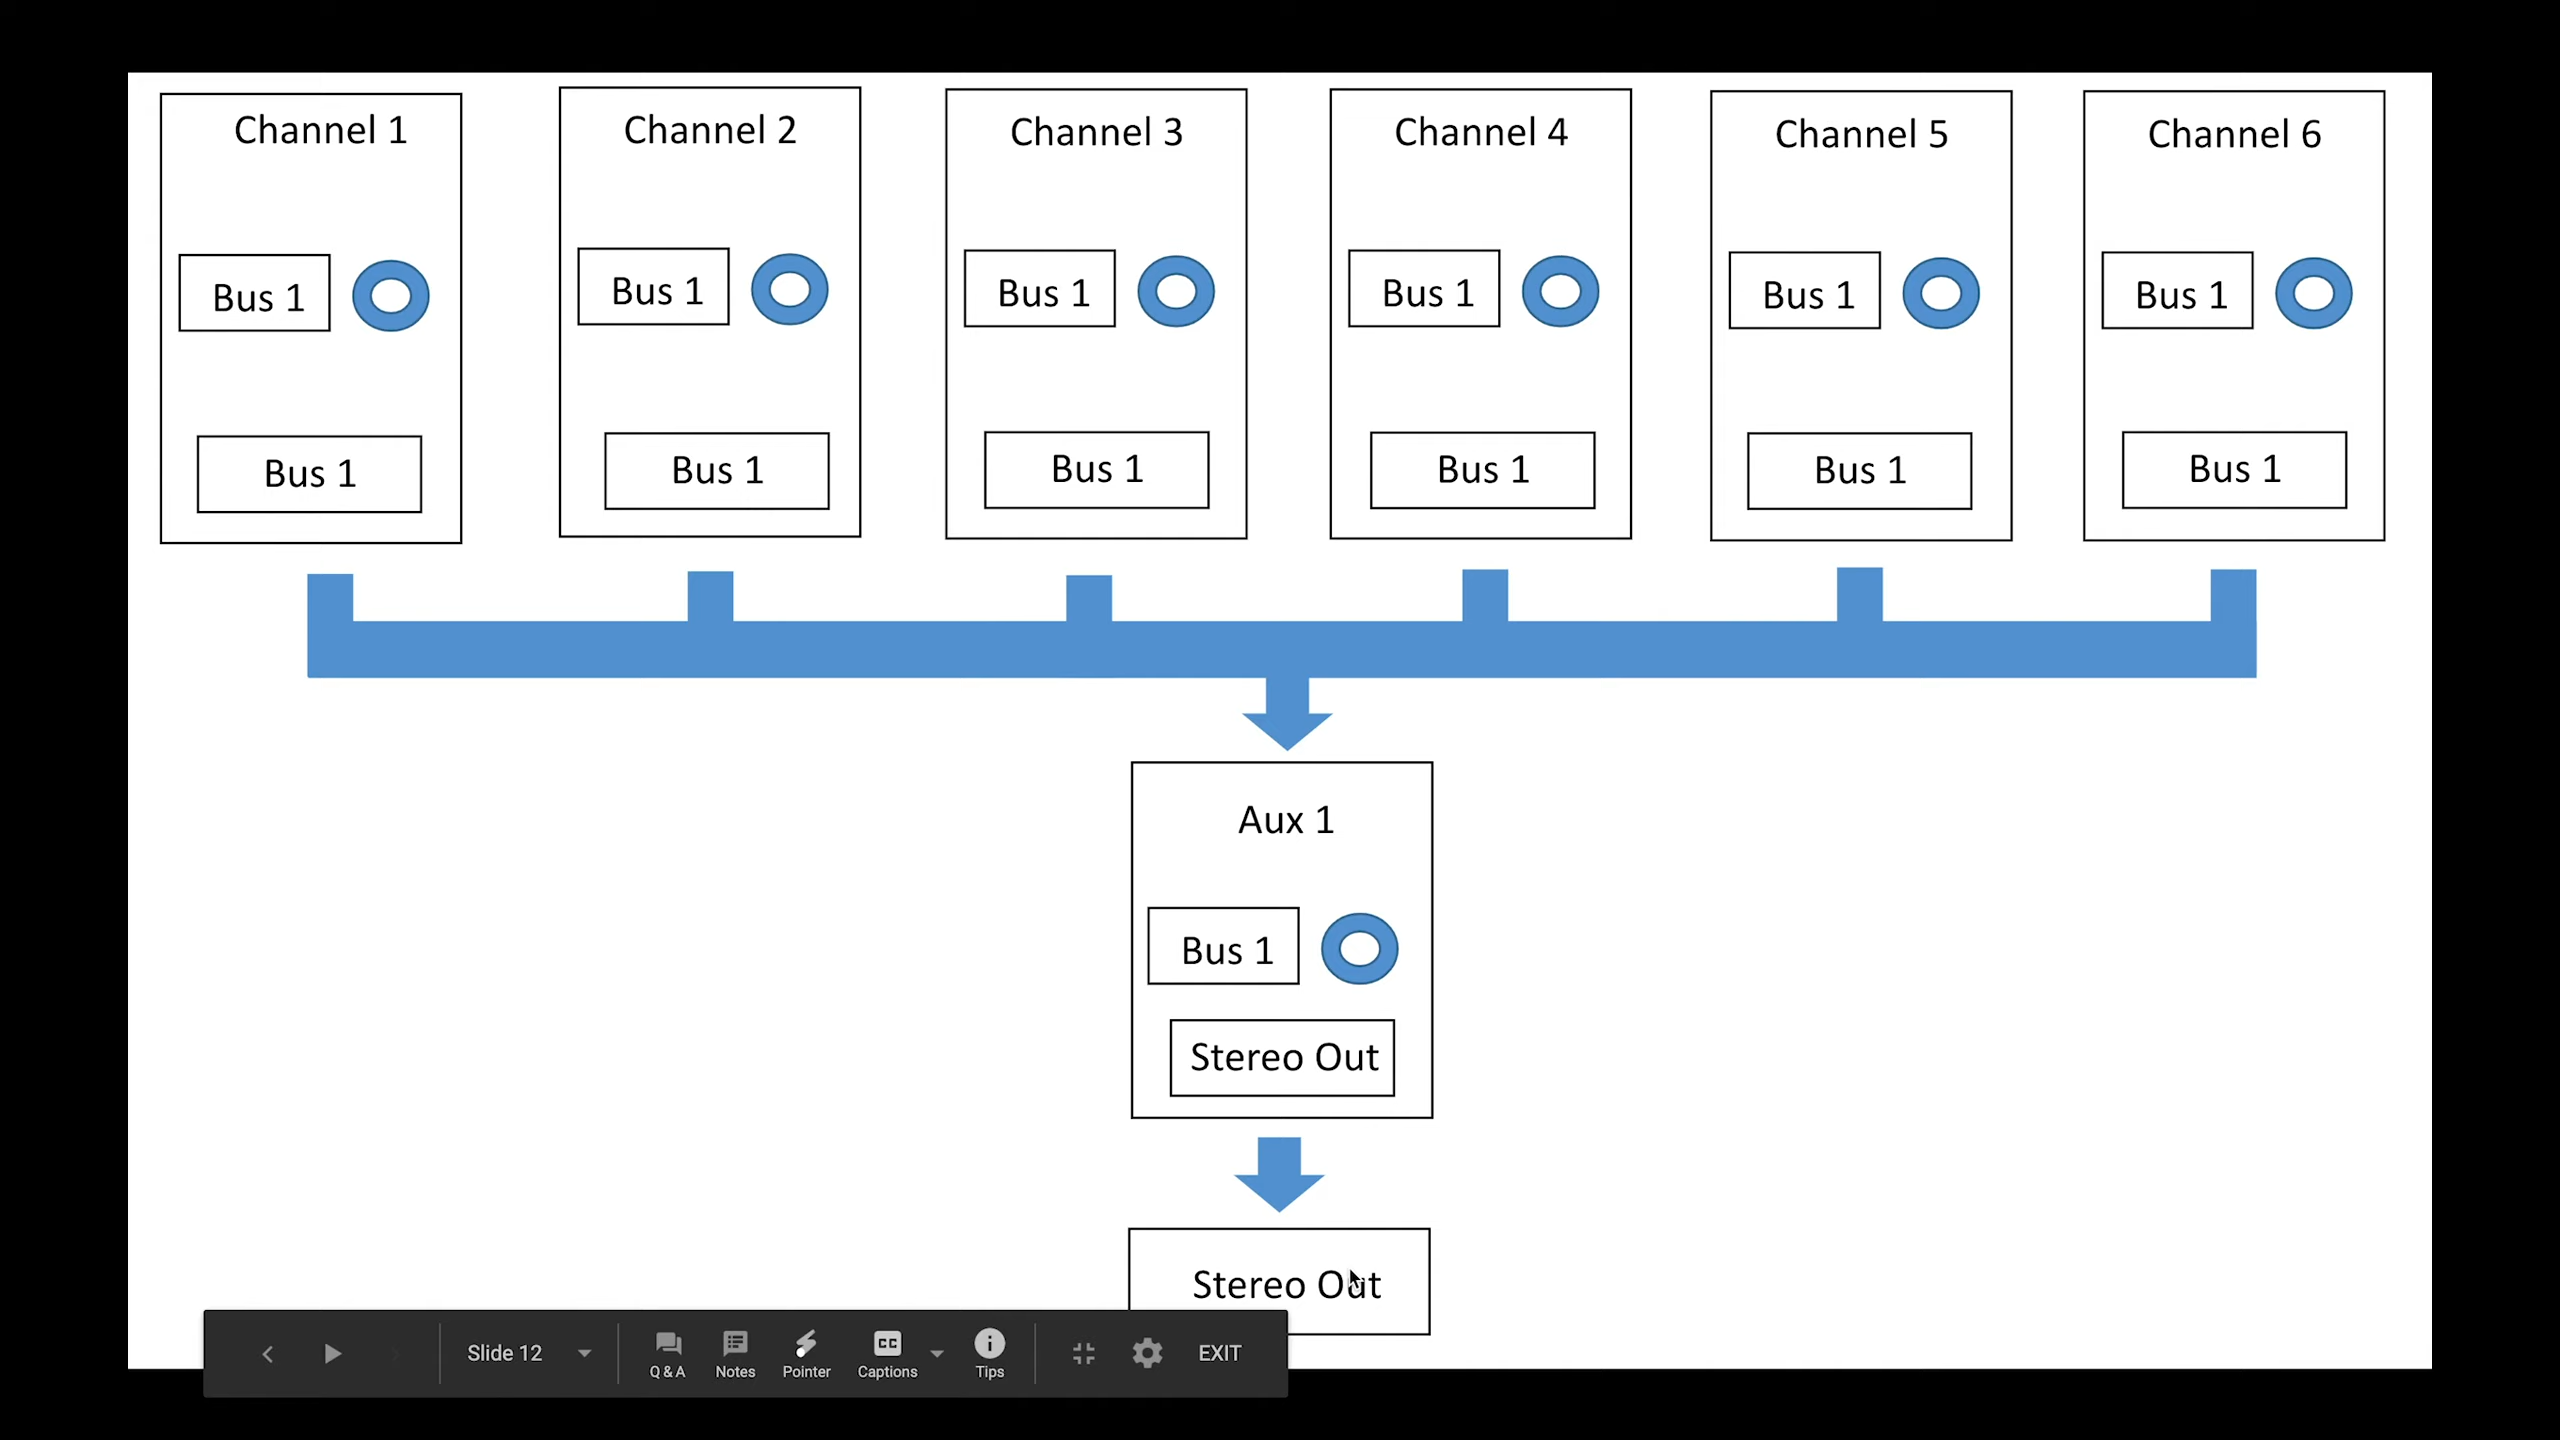 Channel 1
Channel 2
Channel 3
Channel 4
Channel 5
Channel 6
Bus 1
Bus 1
Bus 1
Bus 1
Bus 1
Bus 1
Bus 1
Bus 1
Bus 1
Bus 1
Bus 1
Bus 1
Aux 1
Bus 1
Stereo Out
Stereo Out
Slide 12
Q & A
Notes
Pointer
CC
Captions
Tips
EXIT